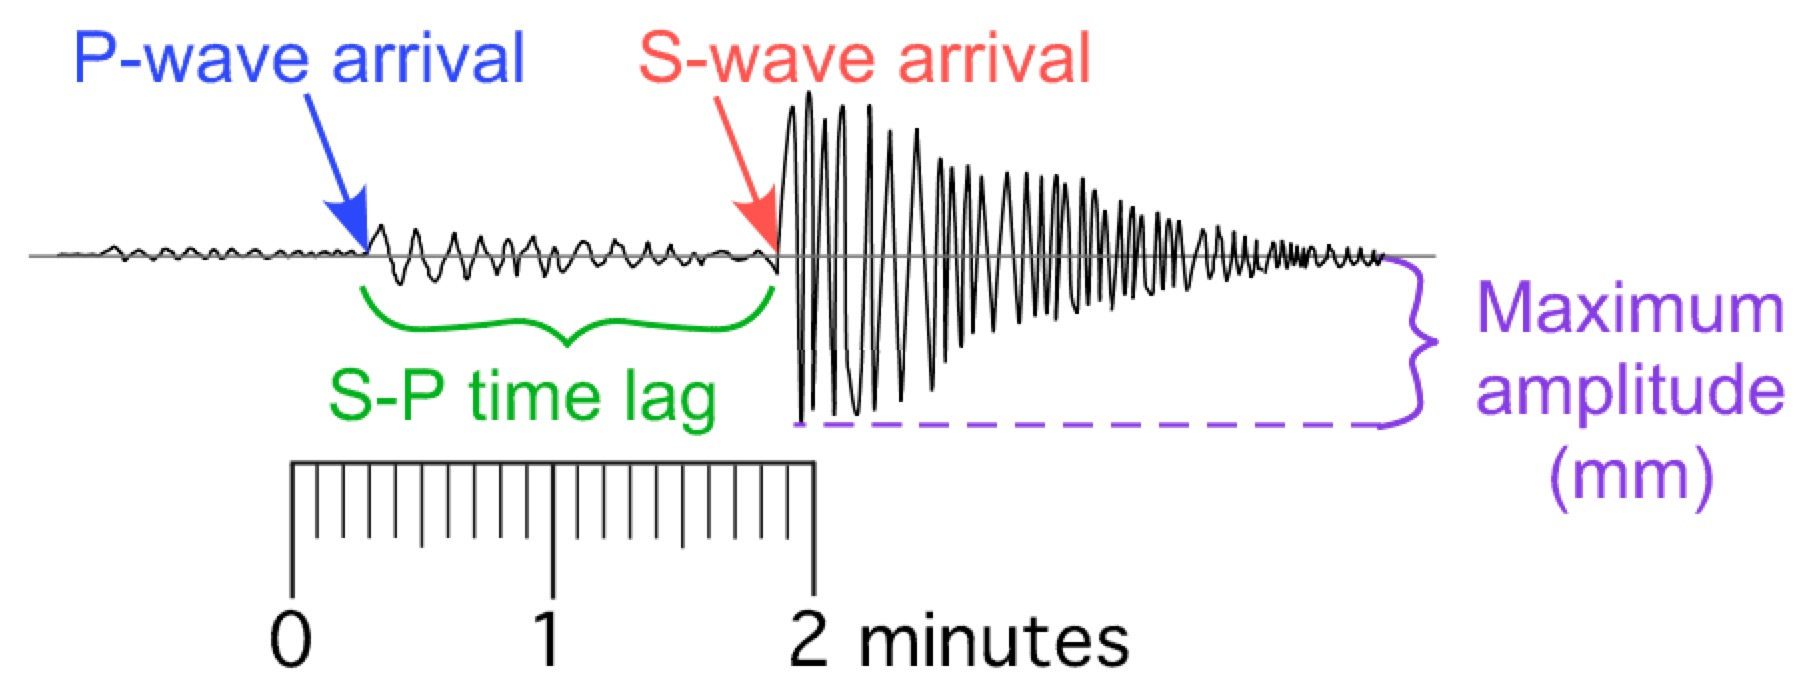 P-wave arrival
S-wave arrival
S-P time lag
Maximum
amplitude
(mm)
0 1 2 minutes